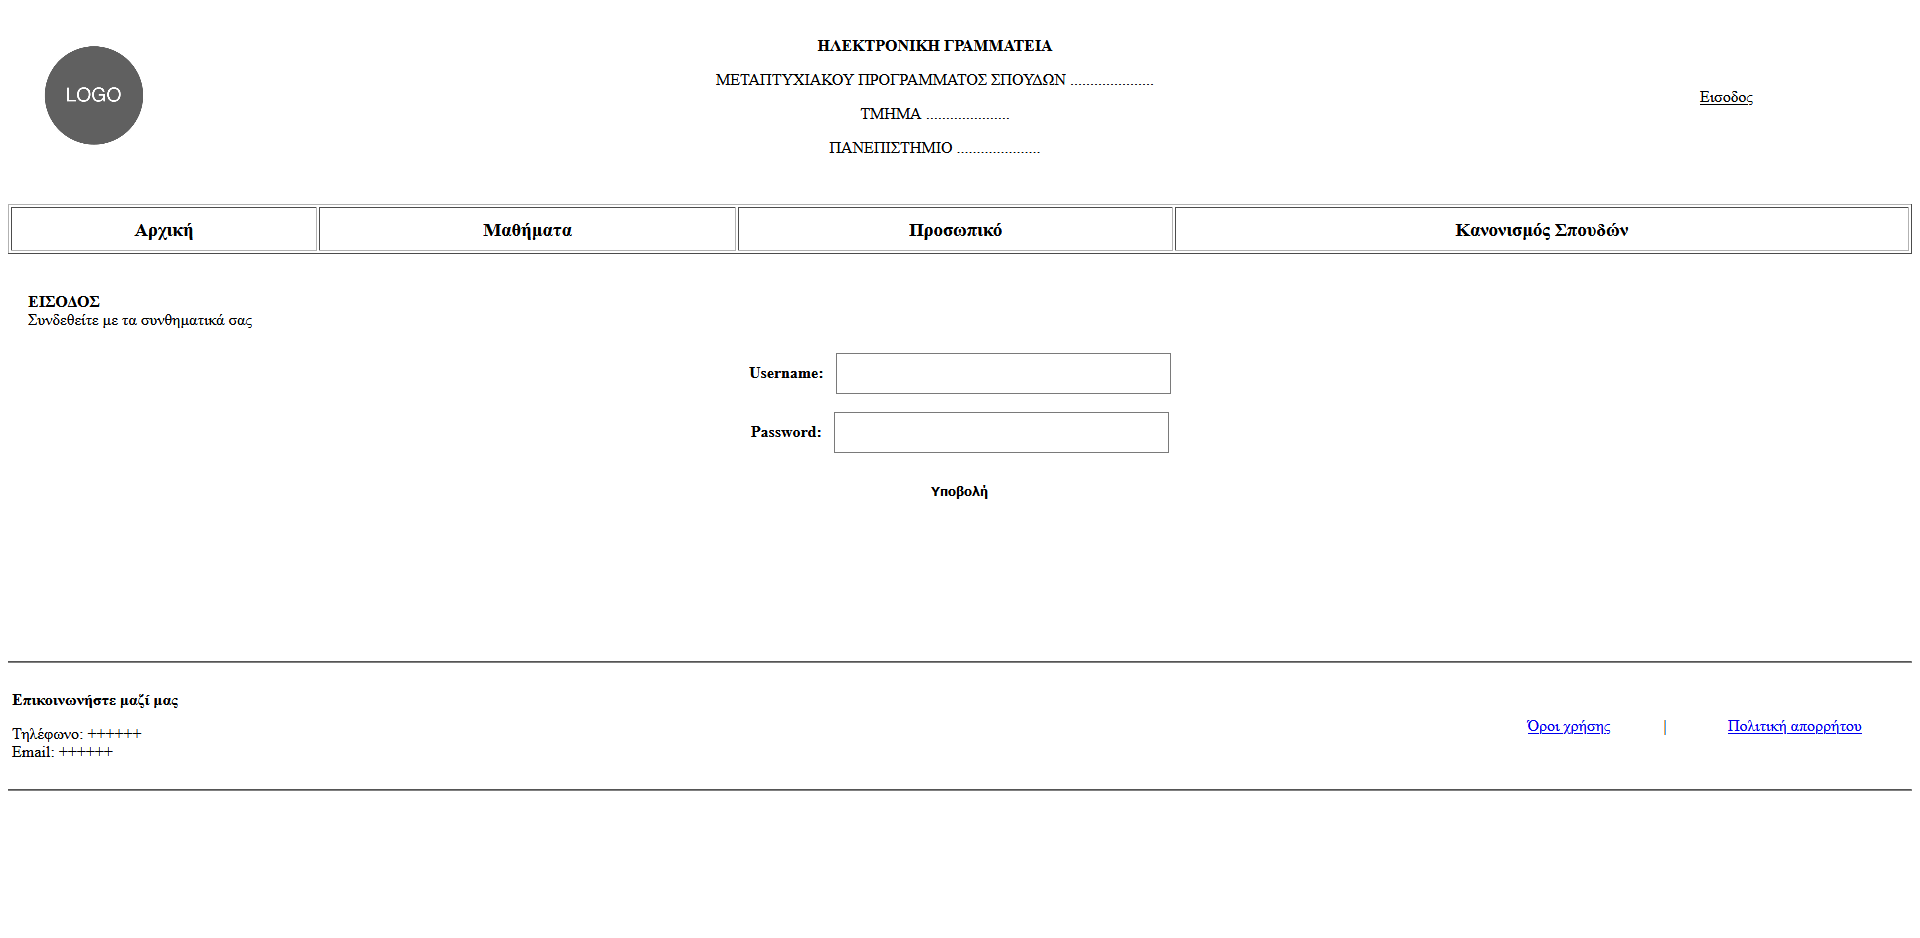 LOGO
ΗΛΕΚΤΡΟΝΙΚΗ ΓΡΑΜΜΑΤΕΙΑ
ΜΕΤΑΠΤΥΧΙΑΚΟΥ ΠΡΟΓΡΑΜΜΑΤΟΣ ΣΠΟΥΔΩΝ .....................
ΤΜΗΜΑ .....................
ΠΑΝΕΠΙΣΤΗΜΙΟ .....................
Εισοδος
Αρχική Μαθήματα Προσωπικό Κανονισμός Σπουδών
ΕΙΣΟΔΟΣ
Συνδεθείτε με τα συνθηματικά σας
Username:
Password:
Υποβολή
Επικοινωνήστε μαζί μας
Τηλέφωνο: ++++++
Email: ++++++
Όροι χρήσης | Πολιτική απορρήτου